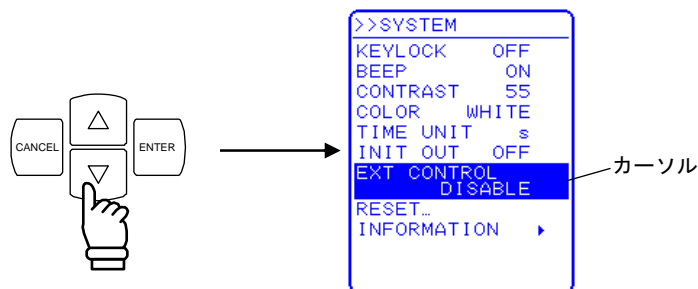 CANCEL
ENTER
>>SYSTEM
KEYLOCK OFF
BEEP ON
CONTRAST 55
COLOR WHITE
TIME UNIT s
INIT OUT OFF
EXT CONTROL
DISABLE
RESET…
INFORMATION
カーソル